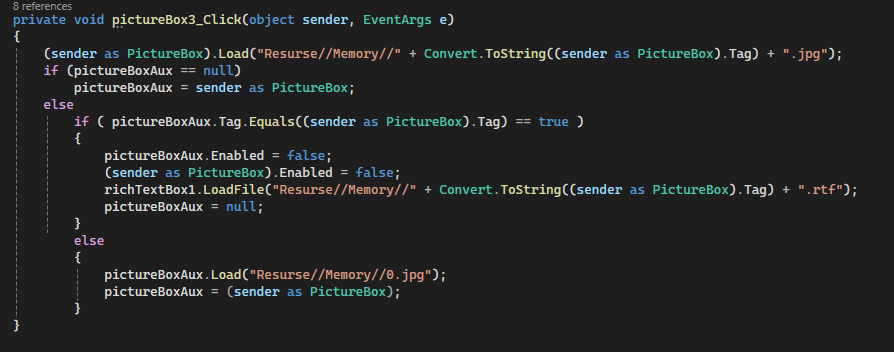 8 references
private void pictureBox3_Click(object sender, EventArgs e)
{
(sender as PictureBox).Load("Resurse//Memory//" + Convert.ToString((sender as PictureBox).Tag) + ".jpg");
if (pictureBoxAux == null)
pictureBoxAux = sender as PictureBox;
else
if ( pictureBoxAux.Tag.Equals((sender as PictureBox).Tag) == true )
{
pictureBoxAux.Enabled = false;
(sender as PictureBox).Enabled = false;
richTextBox1.LoadFile("Resurse//Memory//" + Convert.ToString((sender as PictureBox).Tag) + ".rtf");
pictureBoxAux = null;
}
else
{
pictureBoxAux.Load("Resurse//Memory//0.jpg");
pictureBoxAux = (sender as PictureBox);
}
}